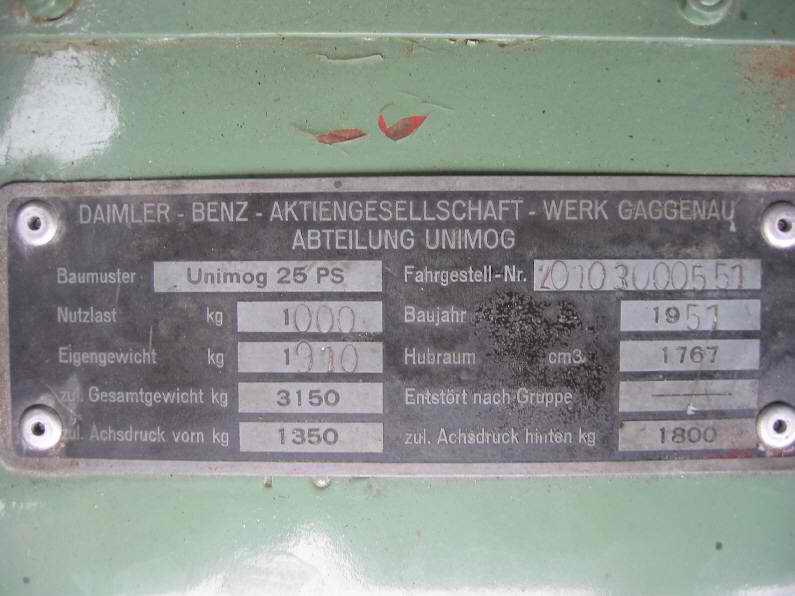 DAIMLER - BENZ - AKTIENGESELLSCHAFT - WERK GAGGENAU
ABTEILUNG UNIMOG
Baumuster Unimog 25 PS Fahrgestell-Nr. 20103000551
Nutzlast kg 1000 Baujahr 1951
Eigengewicht kg 1910 Hubraum cm3 1767
zul. Gesamtgewicht kg 3150 Entstört nach Gruppe —
zul. Achsdruck vorn kg 1350 zul. Achsdruck hinten kg 1800